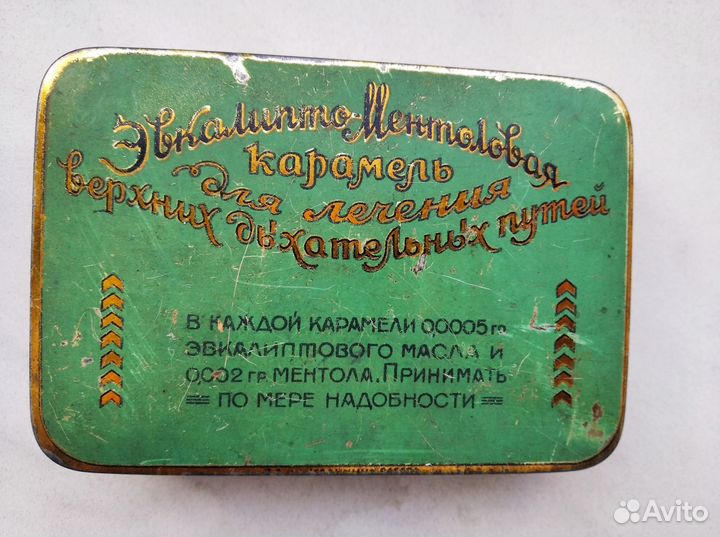 Эвкалипто-Ментоловая
карамель
для лечения
верхних дыхательных путей
В КАЖДОЙ КАРАМЕЛИ 0,0005 гр.
ЭВКАЛИПТОВОГО МАСЛА И
0,002 гр. МЕНТОЛА. ПРИНИМАТЬ
ПО МЕРЕ НАДОБНОСТИ
Avito